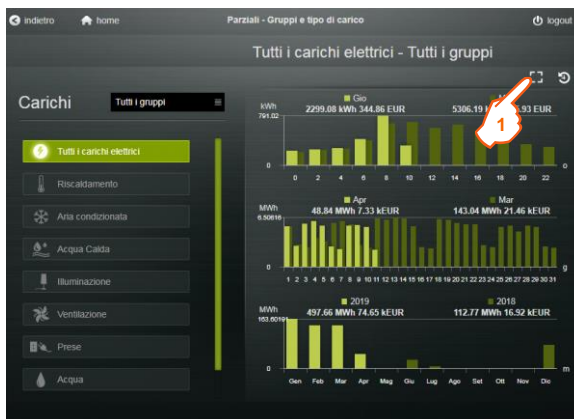 indietro home Parziali - Gruppi e tipo di carico logout
Tutti i carichi elettrici - Tutti i gruppi
Carichi Tutti i gruppi
Tutti i carichi elettrici
Riscaldamento
Aria condizionata
Acqua Calda
Illuminazione
Ventilazione
Prese
Acqua
1
kWh Gio
2299.08 kWh 344.86 EUR 5306.19 .93 EUR
791.02
0 o
0 2 4 6 8 10 12 14 16 18 20 22
MWh Apr Mar
48.84 MWh 7.33 kEUR 143.04 MWh 21.46 kEUR
6.50616
0 g
1 2 3 4 5 6 7 8 9 10 11 12 13 14 15 16 17 18 19 20 21 22 23 24 25 26 27 28 29 30 31
MWh 2019 2018
497.66 MWh 74.65 kEUR 112.77 MWh 16.92 kEUR
163.60191
0 m
Gen Feb Mar Apr Mag Giu Lug Ago Set Ott Nov Dic